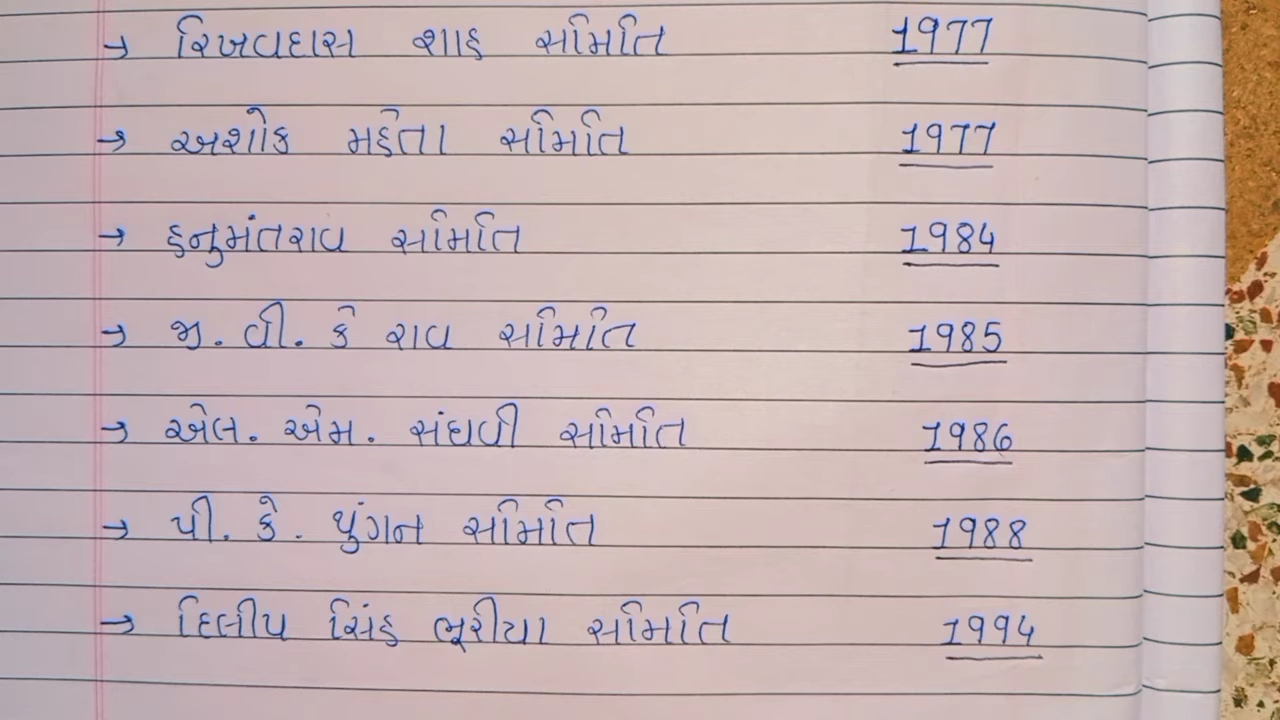 → રિખવદાસ શાહ સમિતિ 1977
→ અશોક મહેતા સમિતિ 1977
→ હનુમંતરાવ સમિતિ 1984
→ જી. વી. કે રાવ સમિતિ 1985
→ એલ. એમ. સંઘવી સમિતિ 1986
→ પી. કે. થુંગન સમિતિ 1988
→ દિલીપ સિંહ ભૂરીયા સમિતિ 1994